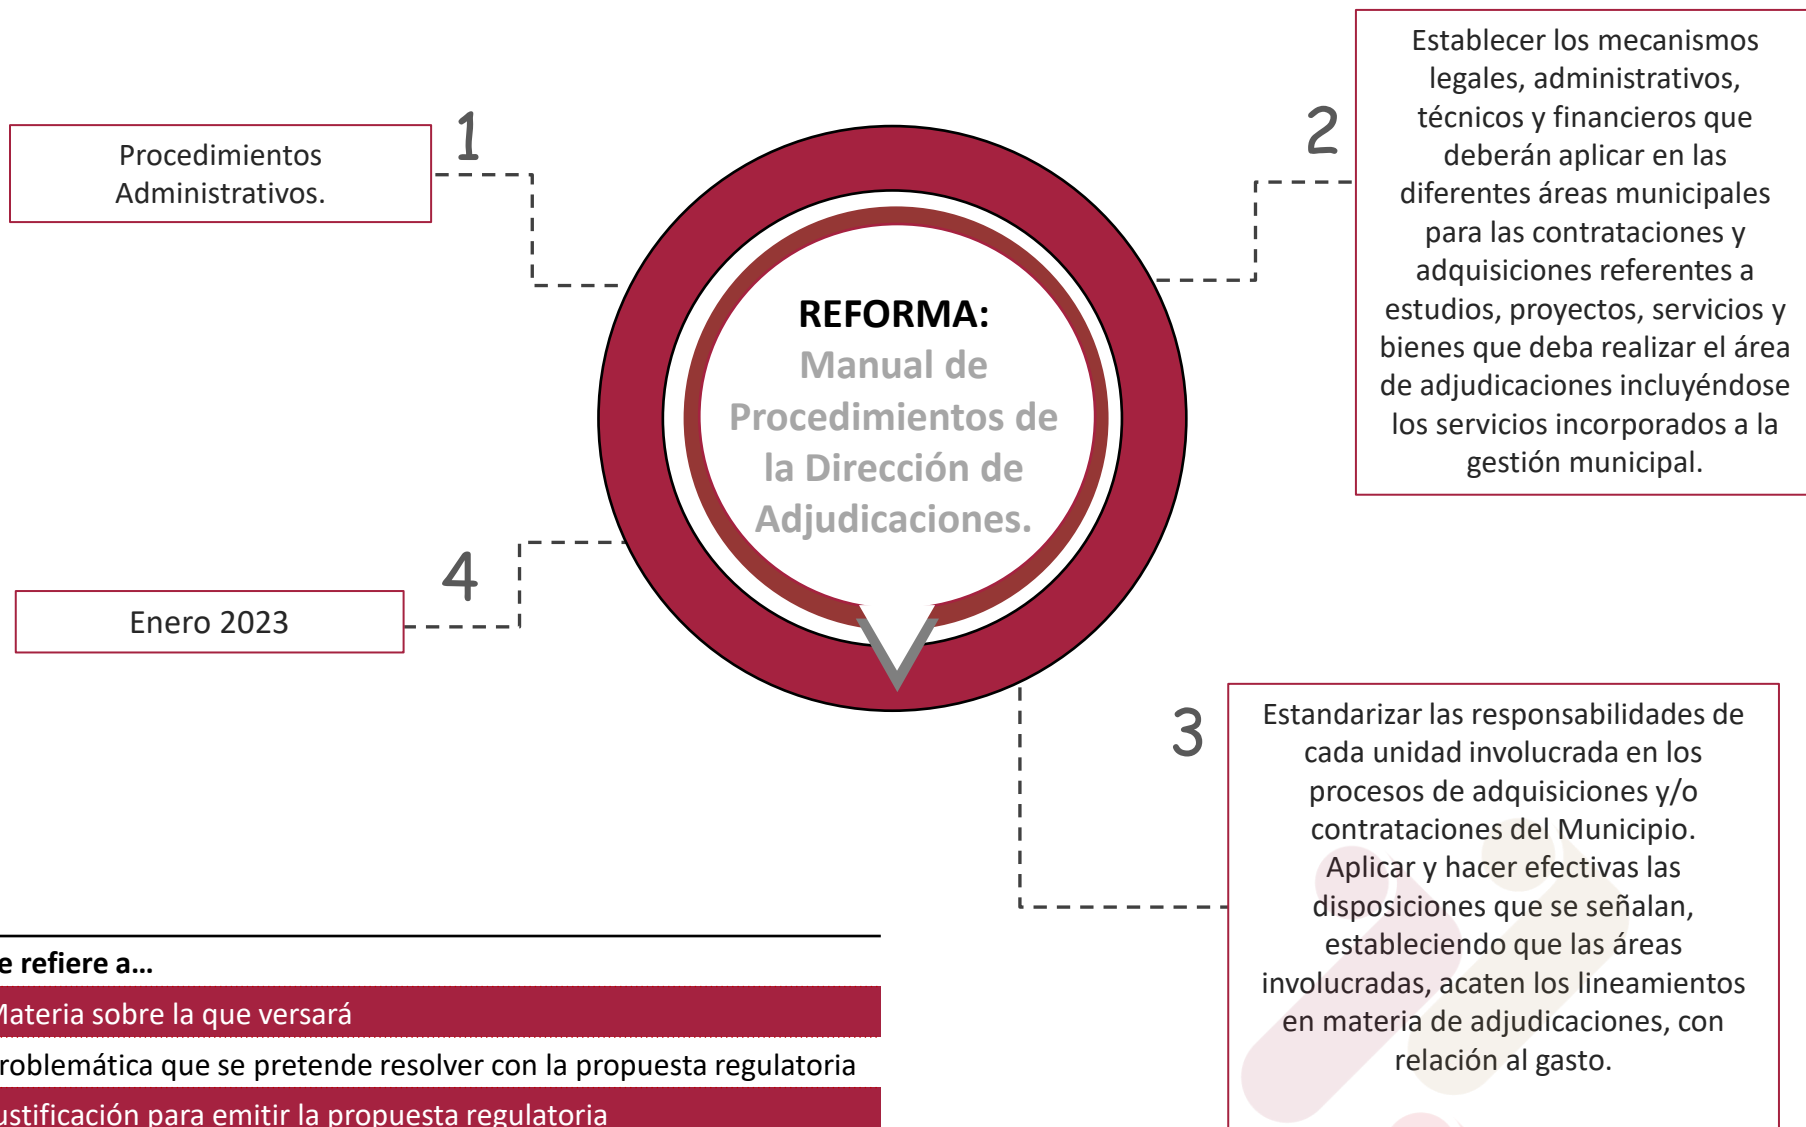 1
Procedimientos
Administrativos.
2
Establecer los mecanismos
legales, administrativos,
técnicos y financieros que
deberán aplicar en las
diferentes áreas municipales
para las contrataciones y
adquisiciones referentes a
estudios, proyectos, servicios y
bienes que deba realizar el área
de adjudicaciones incluyéndose
los servicios incorporados a la
gestión municipal.
REFORMA:
Manual de
Procedimientos de
la Dirección de
Adjudicaciones.
4
Enero 2023
3
Estandarizar las responsabilidades de
cada unidad involucrada en los
procesos de adquisiciones y/o
contrataciones del Municipio.
Aplicar y hacer efectivas las
disposiciones que se señalan,
estableciendo que las áreas
involucradas, acaten los lineamientos
en materia de adjudicaciones, con
relación al gasto.
e refiere a…
Materia sobre la que versará
roblemática que se pretende resolver con la propuesta regulatoria
ustificación para emitir la propuesta regulatoria